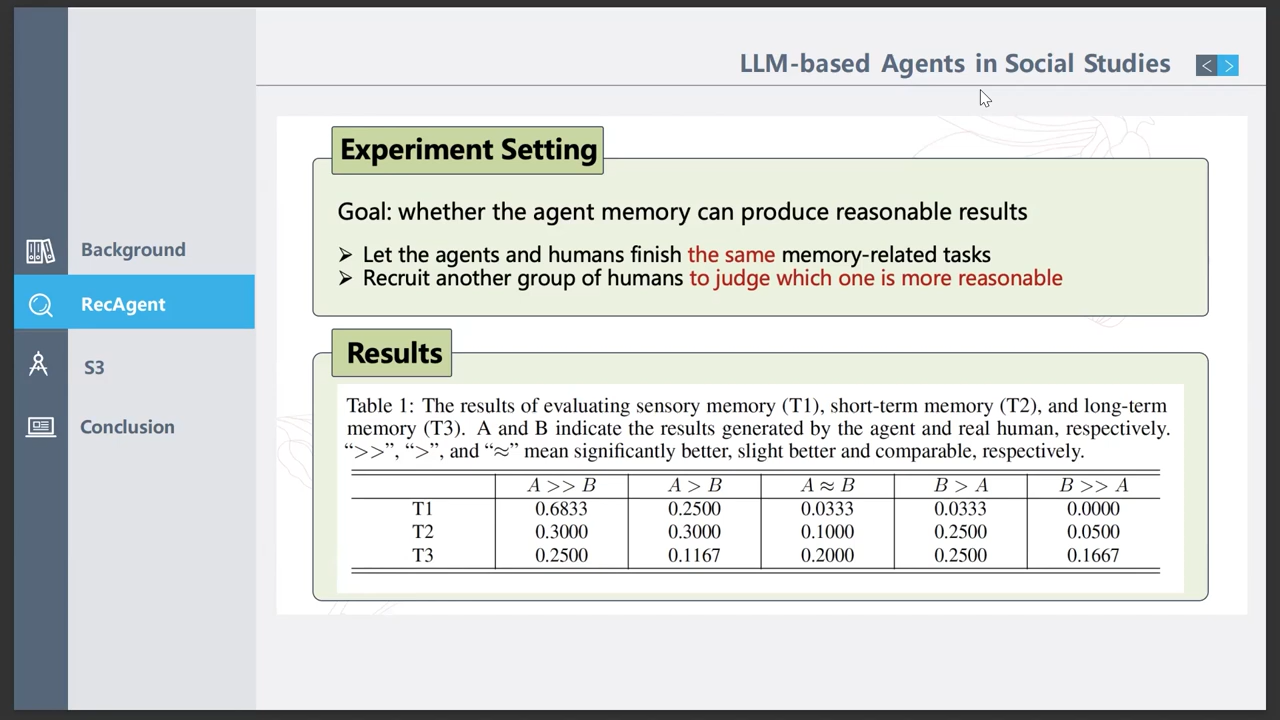 LLM-based Agents in Social Studies
< >
Background
RecAgent
S3
Conclusion
Experiment Setting
Goal: whether the agent memory can produce reasonable results
➢ Let the agents and humans finish the same memory-related tasks
➢ Recruit another group of humans to judge which one is more reasonable
Results
Table 1: The results of evaluating sensory memory (T1), short-term memory (T2), and long-term
memory (T3). A and B indicate the results generated by the agent and real human, respectively.
“>>”, “>”, and “≈” mean significantly better, slight better and comparable, respectively.
A >> B A > B A ≈ B B > A B >> A
T1 0.6833 0.2500 0.0333 0.0333 0.0000
T2 0.3000 0.3000 0.1000 0.2500 0.0500
T3 0.2500 0.1167 0.2000 0.2500 0.1667